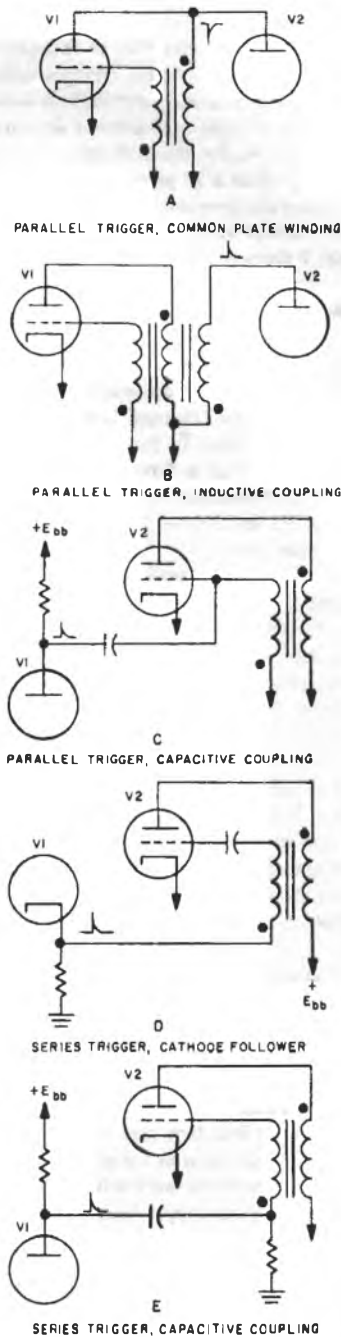 V1
V2
A
PARALLEL TRIGGER, COMMON PLATE WINDING
V1
V2
B
PARALLEL TRIGGER, INDUCTIVE COUPLING
+Ebb
V2
V1
C
PARALLEL TRIGGER, CAPACITIVE COUPLING
V2
V1
+
Ebb
D
SERIES TRIGGER, CATHODE FOLLOWER
+Ebb
V2
V1
E
SERIES TRIGGER, CAPACITIVE COUPLING